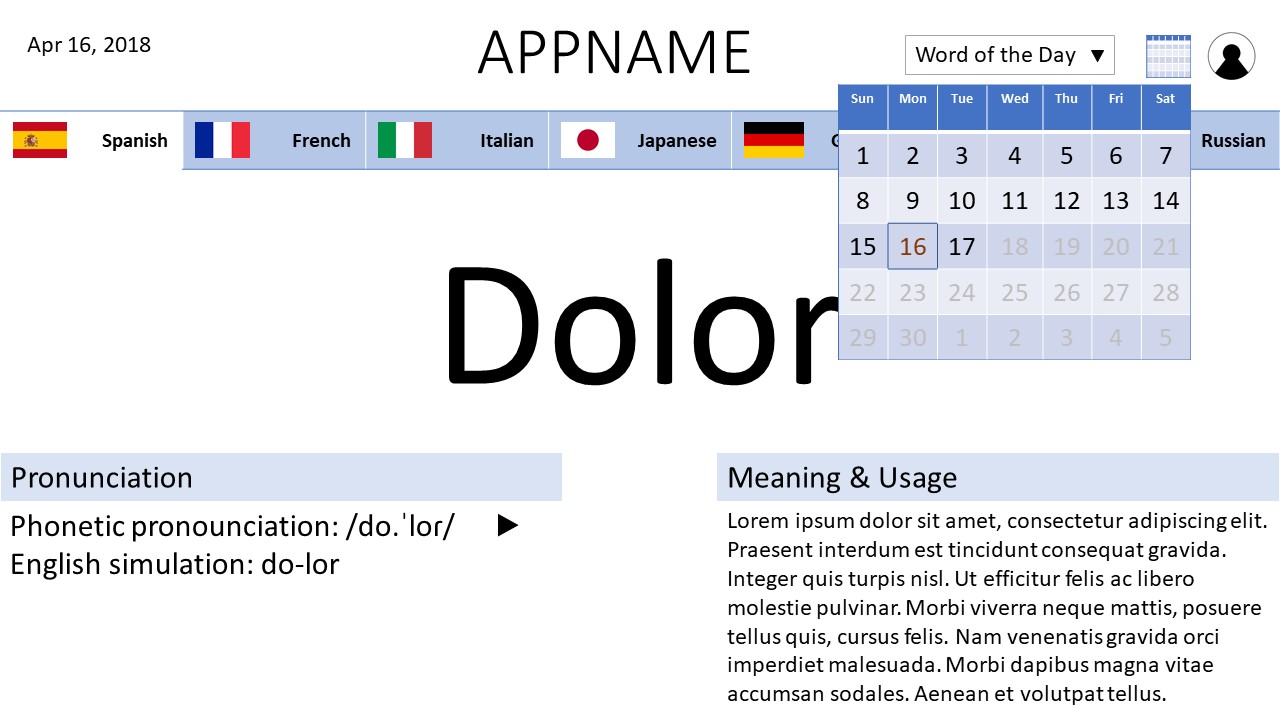 Apr 16, 2018
APPNAME
Word of the Day ▼
Spanish French Italian Japanese G Russian
Sun Mon Tue Wed Thu Fri Sat
1 2 3 4 5 6 7
8 9 10 11 12 13 14
15 16 17 18 19 20 21
22 23 24 25 26 27 28
29 30 1 2 3 4 5
Dolor
Pronunciation
Phonetic pronounciation: /do.ˈloɾ/
English simulation: do-lor
Meaning & Usage
Lorem ipsum dolor sit amet, consectetur adipiscing elit.
Praesent interdum est tincidunt consequat gravida.
Integer quis turpis nisl. Ut efficitur felis ac libero
molestie pulvinar. Morbi viverra neque mattis, posuere
tellus quis, cursus felis. Nam venenatis gravida orci
imperdiet malesuada. Morbi dapibus magna vitae
accumsan sodales. Aenean et volutpat tellus.